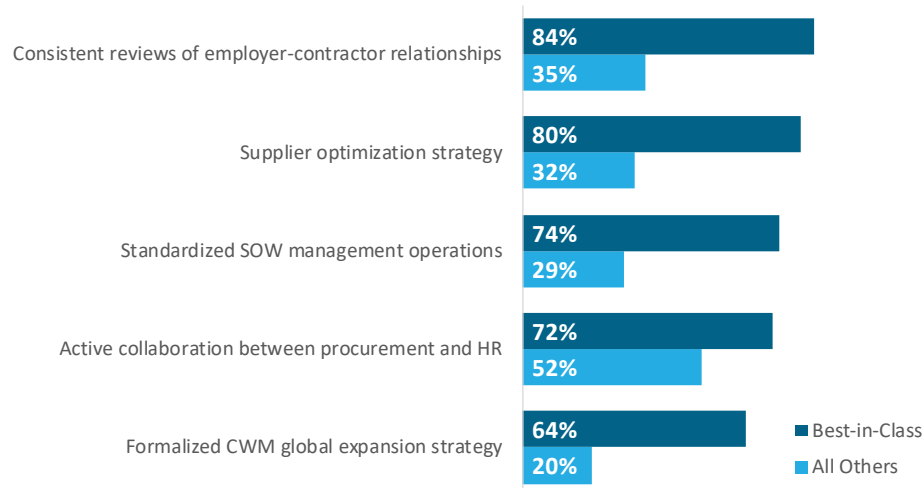 Consistent reviews of employer-contractor relationships
84%
35%
Supplier optimization strategy
80%
32%
Standardized SOW management operations
74%
29%
Active collaboration between procurement and HR
72%
52%
Formalized CWM global expansion strategy
64%
20%
Best-in-Class
All Others